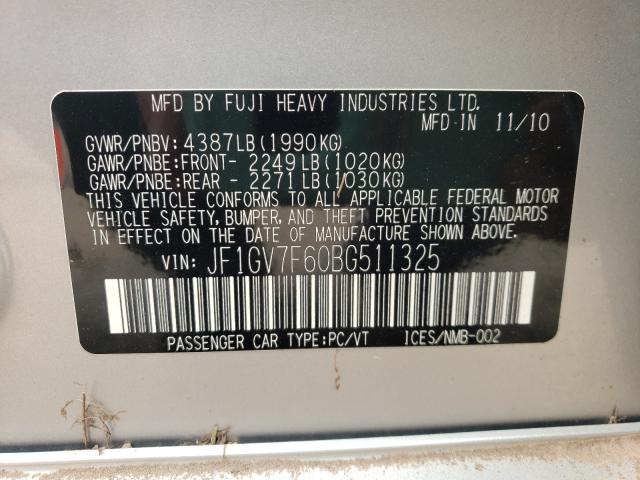 MFD BY FUJI HEAVY INDUSTRIES LTD.
MFD IN 11/10
GVWR/PNBV: 4387LB (1990KG)
GAWR/PNBE:FRONT- 2249LB (1020KG)
GAWR/PNBE:REAR - 2271LB (1030KG)
THIS VEHICLE CONFORMS TO ALL APPLICABLE FEDERAL MOTOR
VEHICLE SAFETY, BUMPER, AND THEFT PREVENTION STANDARDS
IN EFFECT ON THE DATE OF MANUFACTURE SHOWN ABOVE.
VIN: JF1GV7F60BG511325
PASSENGER CAR TYPE:PC/VT ICES/NMB-002